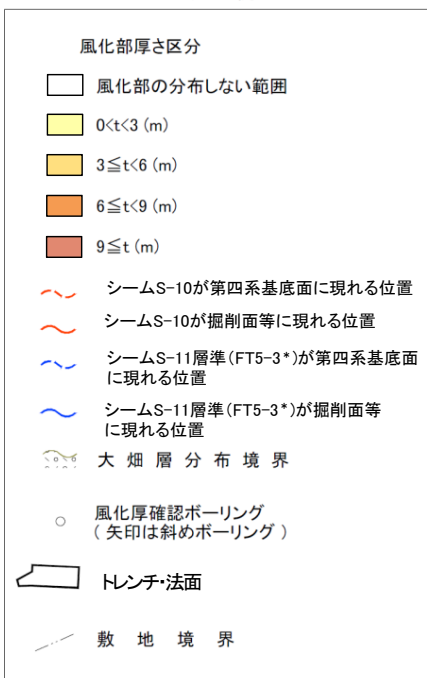 風化部厚さ区分
風化部の分布しない範囲
0<t<3 (m)
3≦t<6 (m)
6≦t<9 (m)
9≦t (m)
シームS-10が第四系基底面に現れる位置
シームS-10が掘削面等に現れる位置
シームS-11層準(FT5-3*)が第四系基底面
に現れる位置
シームS-11層準(FT5-3*)が掘削面等
に現れる位置
大畑層分布境界
風化厚確認ボーリング
(矢印は斜めボーリング)
トレンチ・法面
敷地境界